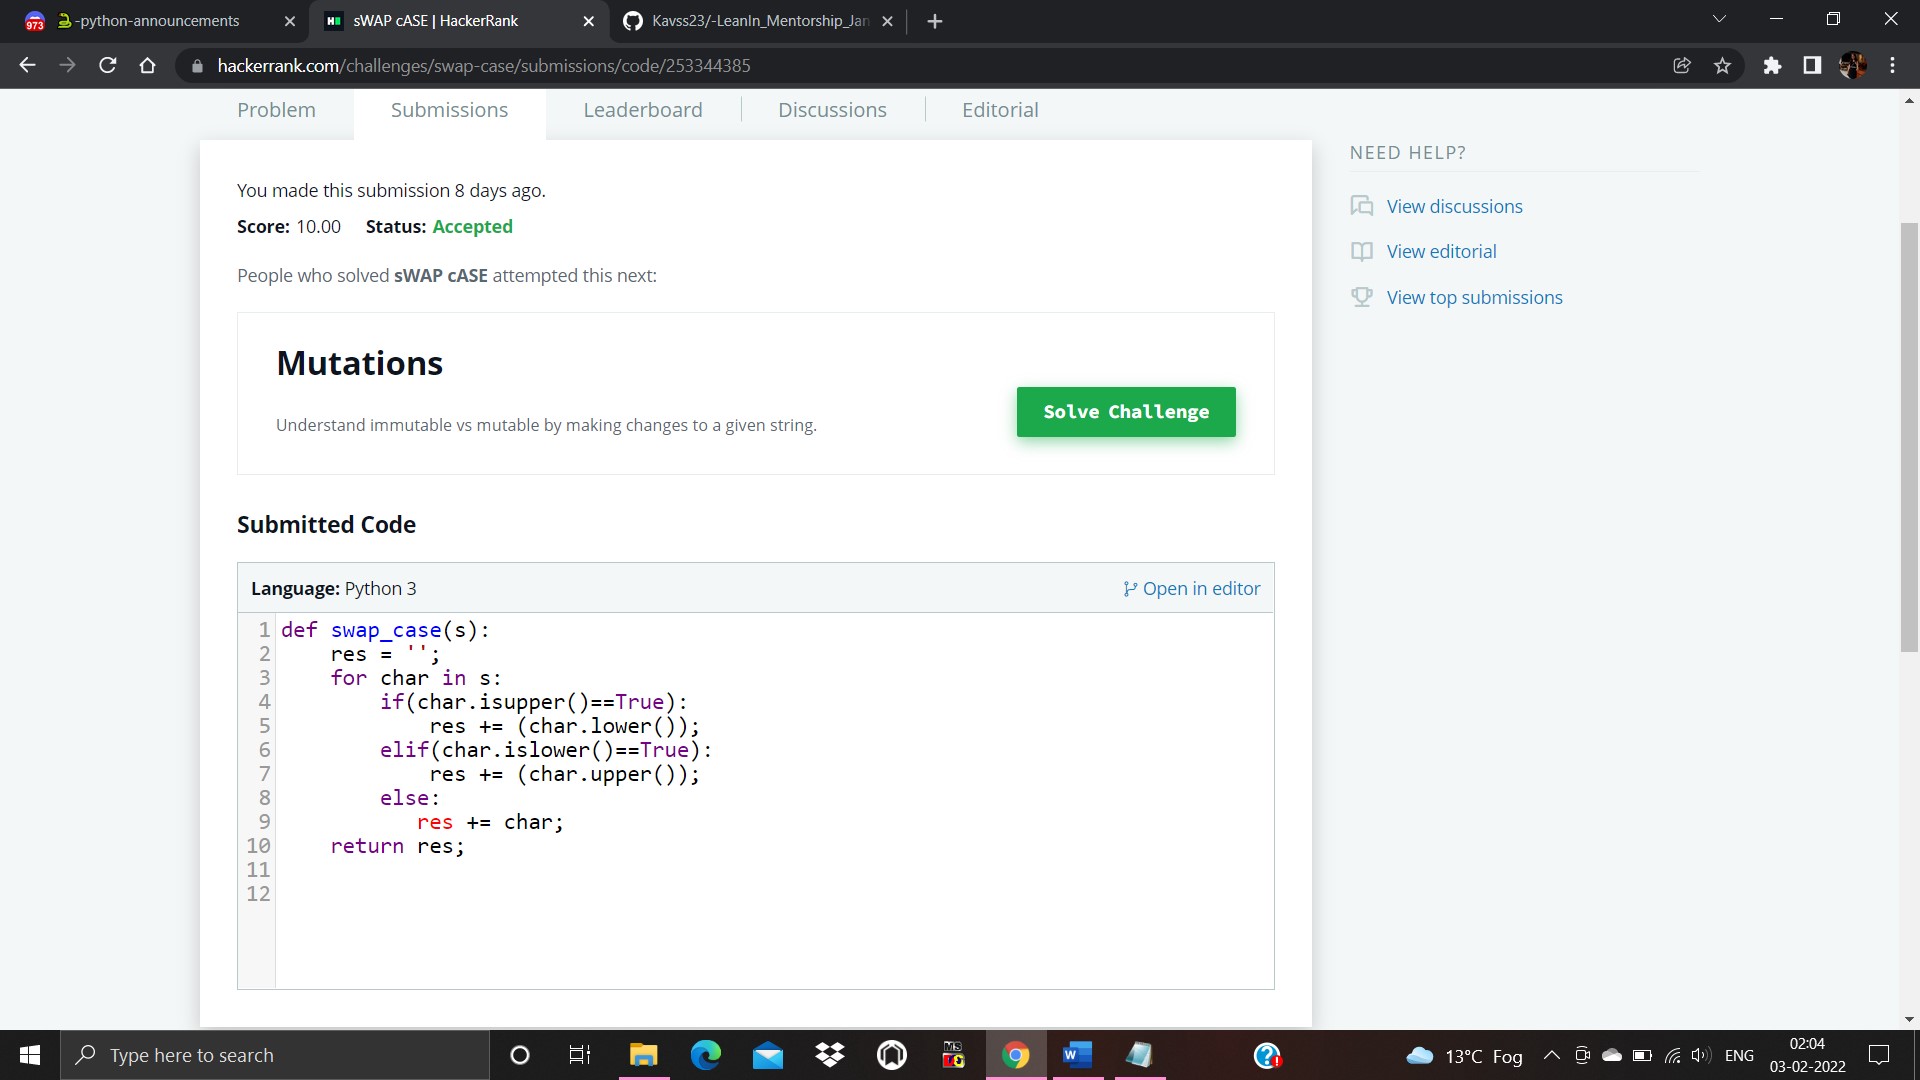 973 -python-announcements
sWAP cASE | HackerRank
Kavss23/-LeanIn_Mentorship_Jan
hackerrank.com/challenges/swap-case/submissions/code/253344385
Problem Submissions Leaderboard Discussions Editorial
You made this submission 8 days ago.
Score: 10.00 Status: Accepted
People who solved sWAP cASE attempted this next:
Mutations
Understand immutable vs mutable by making changes to a given string.
Solve Challenge
NEED HELP?
View discussions
View editorial
View top submissions
Submitted Code
Language: Python 3
Open in editor
1 def swap_case(s):
2     res = '';
3     for char in s:
4         if(char.isupper()==True):
5             res += (char.lower());
6         elif(char.islower()==True):
7             res += (char.upper());
8         else:
9            res += char;
10     return res;
11
12
Type here to search
13°C Fog
ENG
02:04
03-02-2022